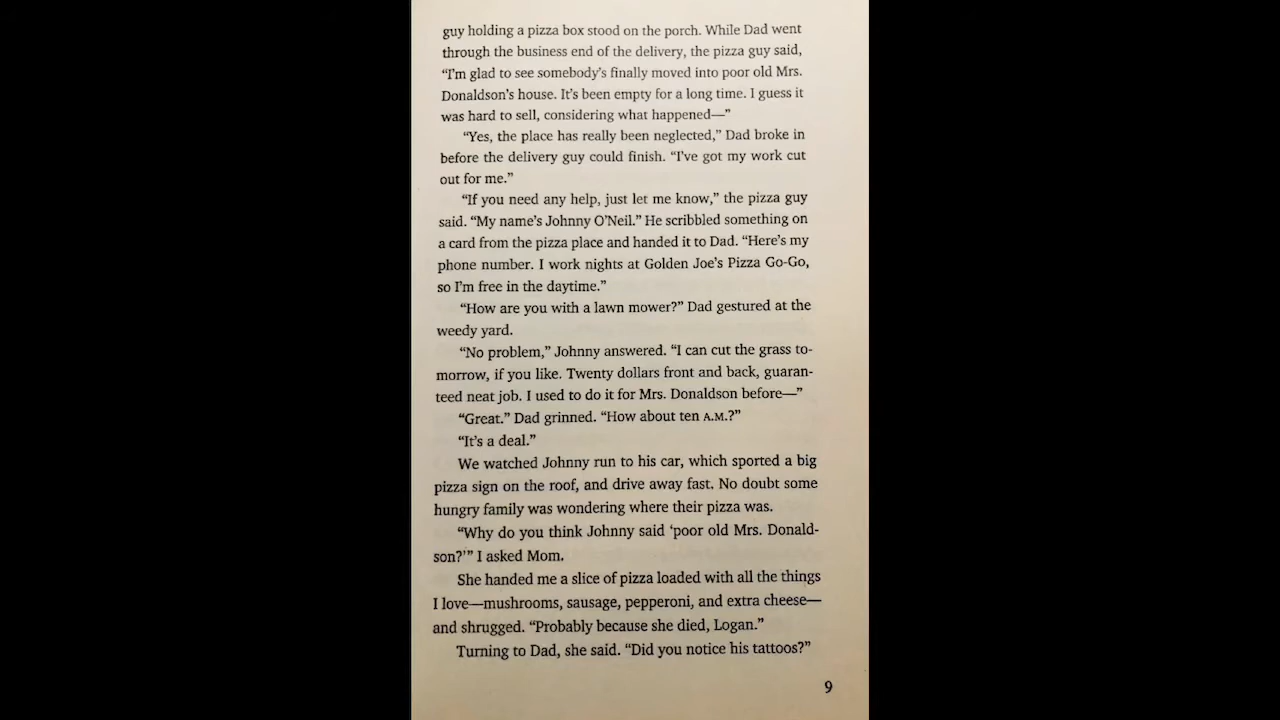 guy holding a pizza box stood on the porch. While Dad went
through the business end of the delivery, the pizza guy said,
“I’m glad to see somebody’s finally moved into poor old Mrs.
Donaldson’s house. It’s been empty for a long time. I guess it
was hard to sell, considering what happened—”
“Yes, the place has really been neglected,” Dad broke in
before the delivery guy could finish. “I’ve got my work cut
out for me.”
“If you need any help, just let me know,” the pizza guy
said. “My name’s Johnny O’Neil.” He scribbled something on
a card from the pizza place and handed it to Dad. “Here’s my
phone number. I work nights at Golden Joe’s Pizza Go-Go,
so I’m free in the daytime.”
“How are you with a lawn mower?” Dad gestured at the
weedy yard.
“No problem,” Johnny answered. “I can cut the grass to-
morrow, if you like. Twenty dollars front and back, guaran-
teed neat job. I used to do it for Mrs. Donaldson before—”
“Great.” Dad grinned. “How about ten A.M.?”
“It’s a deal.”
We watched Johnny run to his car, which sported a big
pizza sign on the roof, and drive away fast. No doubt some
hungry family was wondering where their pizza was.
“Why do you think Johnny said ‘poor old Mrs. Donald-
son?’” I asked Mom.
She handed me a slice of pizza loaded with all the things
I love—mushrooms, sausage, pepperoni, and extra cheese—
and shrugged. “Probably because she died, Logan.”
Turning to Dad, she said. “Did you notice his tattoos?”
9